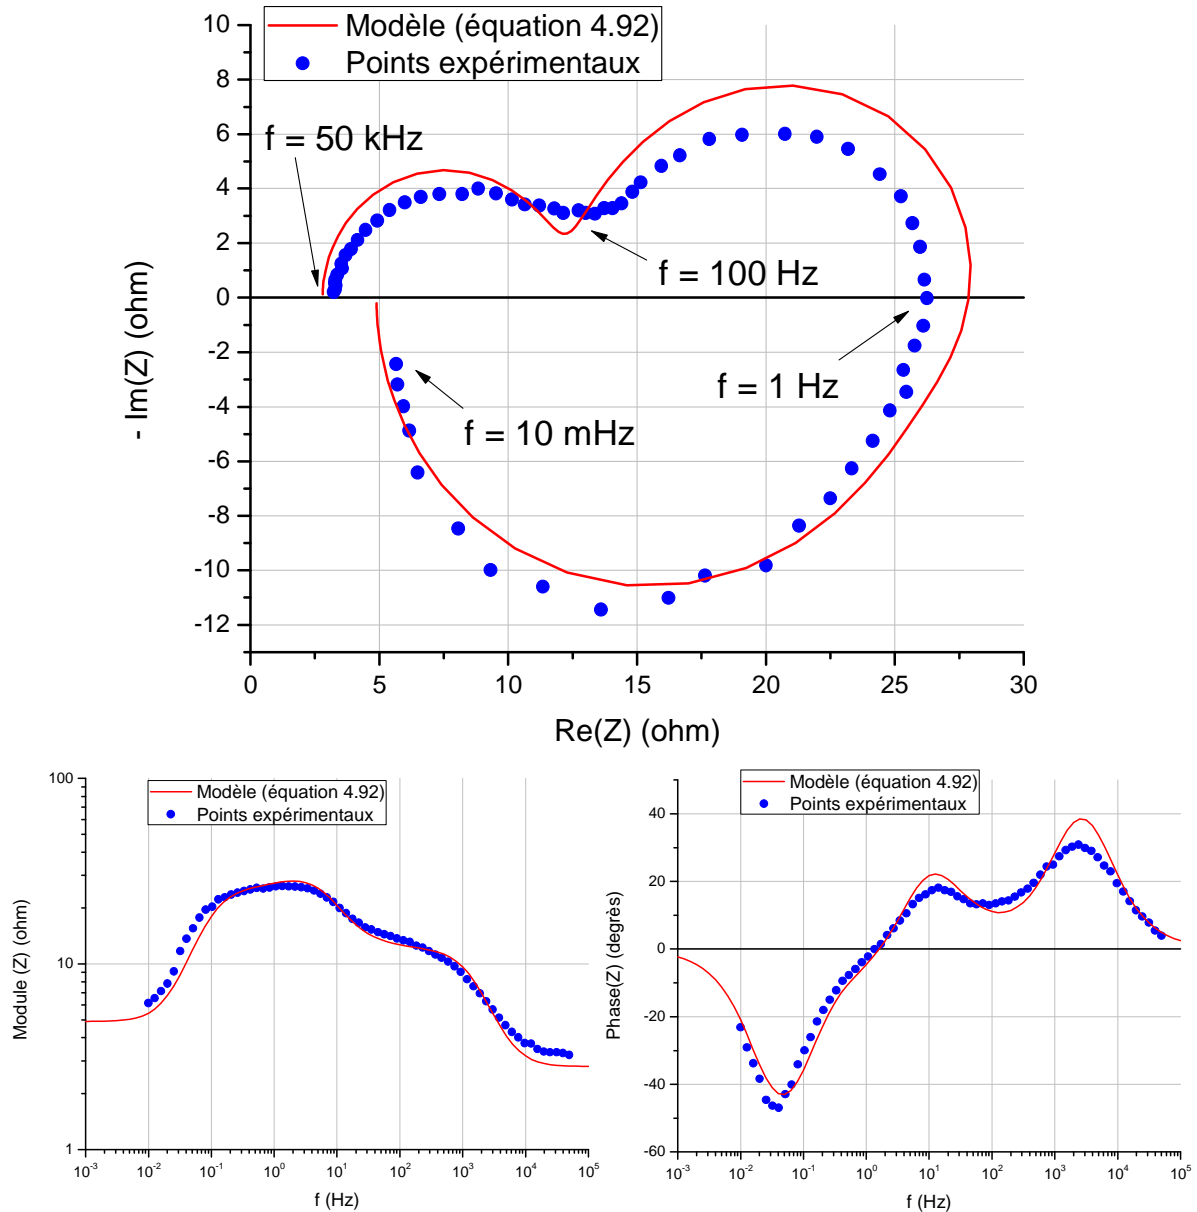 Modèle (équation 4.92)
Points expérimentaux
10
8
6
4
2
0
-2
-4
-6
-8
-10
-12
- Im(Z) (ohm)
f = 50 kHz
f = 100 Hz
f = 1 Hz
f = 10 mHz
0 5 10 15 20 25 30
Re(Z) (ohm)
Modèle (équation 4.92)
Points expérimentaux
100
10
1
Module (Z) (ohm)
10-3 10-2 10-1 100 101 102 103 104 105
f (Hz)
Modèle (équation 4.92)
Points expérimentaux
40
20
0
-20
-40
-60
Phase(Z) (degrès)
10-3 10-2 10-1 100 101 102 103 104 105
f (Hz)